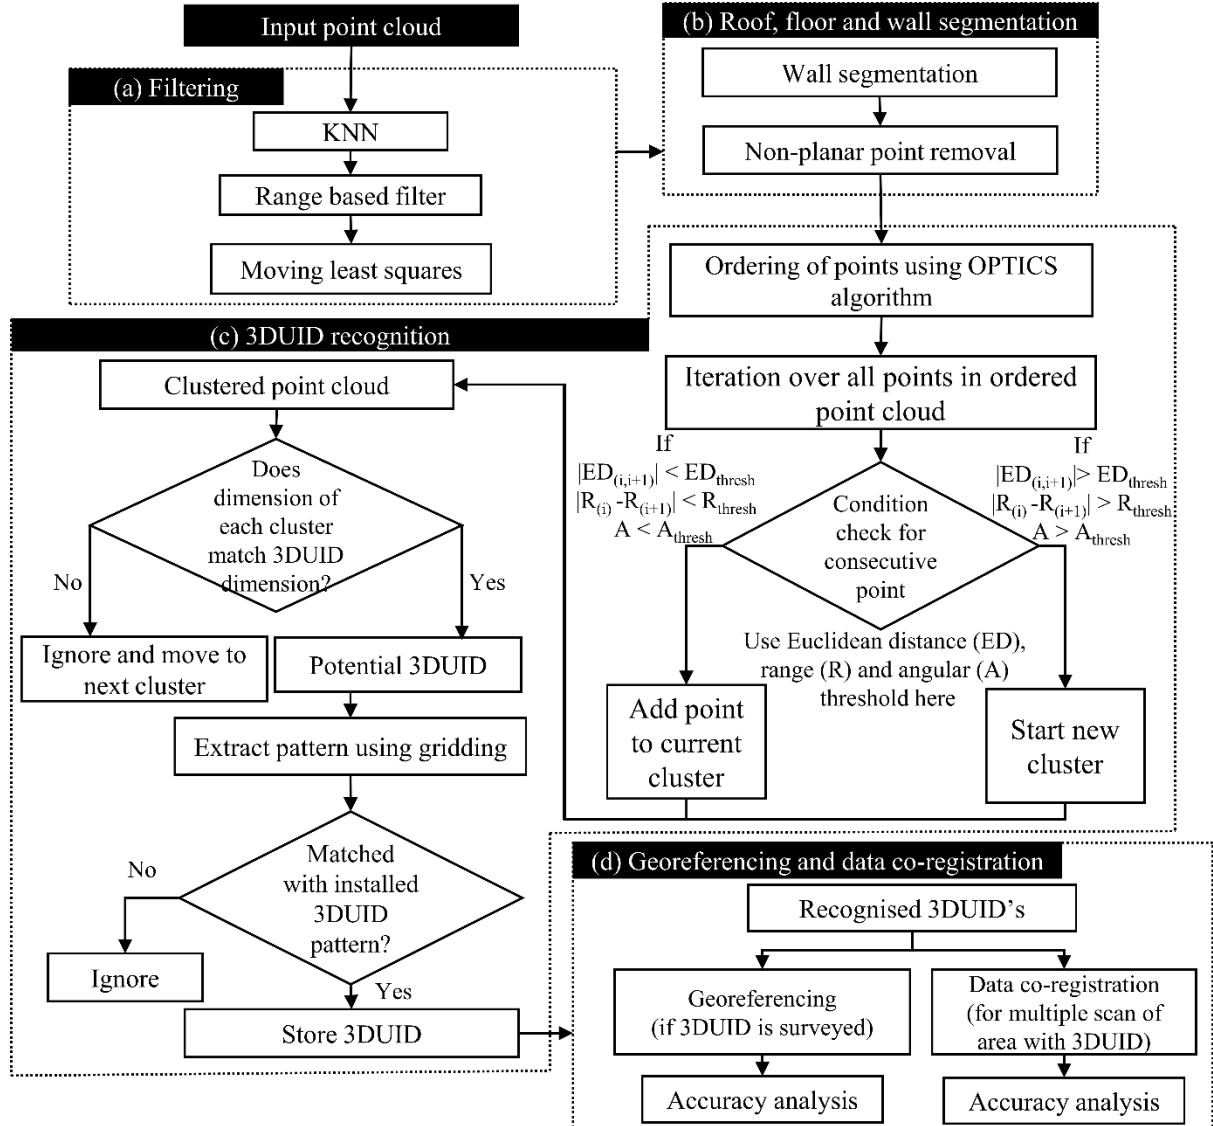 Input point cloud
(a) Filtering
KNN
Range based filter
Moving least squares
(b) Roof, floor and wall segmentation
Wall segmentation
Non-planar point removal
Ordering of points using OPTICS
algorithm
Iteration over all points in ordered
point cloud
If
|ED(i,i+1)| < EDthresh
|R(i) -R(i+1)| < Rthresh
A < Athresh
If
|ED(i,i+1)|> EDthresh
|R(i) -R(i+1)| > Rthresh
A > Athresh
Condition
check for
consecutive
point
Use Euclidean distance (ED),
range (R) and angular (A)
threshold here
Add point
to current
cluster
Start new
cluster
(c) 3DUID recognition
Clustered point cloud
Does
dimension of
each cluster
match 3DUID
dimension?
No
Yes
Ignore and move to
next cluster
Potential 3DUID
Extract pattern using gridding
Matched
with installed
3DUID
pattern?
No
Yes
Ignore
Store 3DUID
(d) Georeferencing and data co-registration
Recognised 3DUID’s
Georeferencing
(if 3DUID is surveyed)
Data co-registration
(for multiple scan of
area with 3DUID)
Accuracy analysis
Accuracy analysis